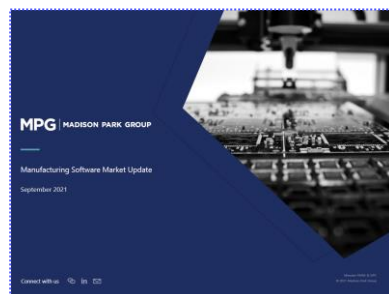 MPG | MADISON PARK GROUP
Manufacturing Software Market Update
September 2021
Connect with us